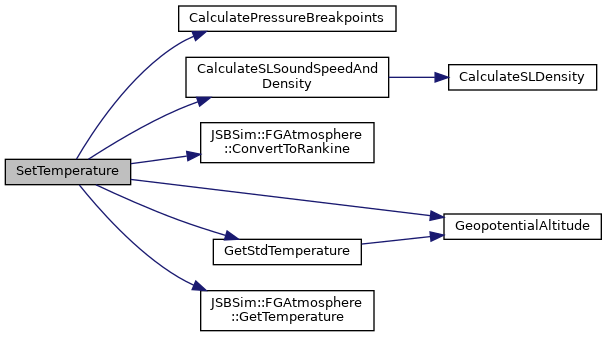 CalculatePressureBreakpoints
CalculateSLSoundSpeedAnd
Density
CalculateSLDensity
JSBSim::FGAtmosphere
::ConvertToRankine
SetTemperature
GeopotentialAltitude
GetStdTemperature
JSBSim::FGAtmosphere
::GetTemperature